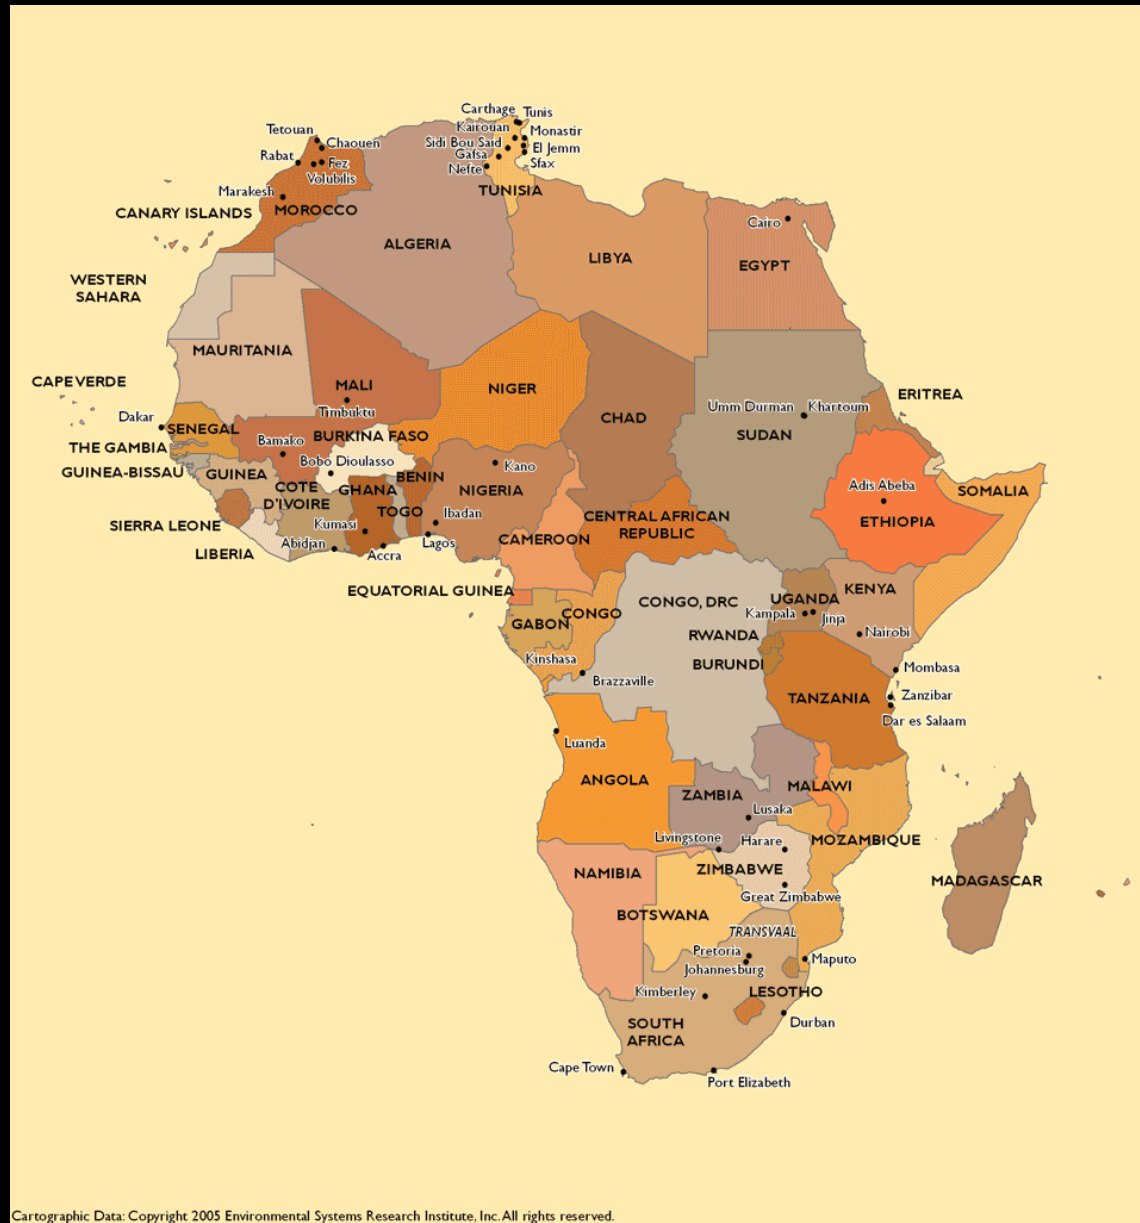 Carthage
Tunis
Tetouan
Kairouan
Monastir
Chaouen
Sidi Bou Said
El Jemm
Rabat
Fez
Gafsa
Sfax
Volubilis
Nefte
Marakesh
TUNISIA
CANARY ISLANDS
MOROCCO
Cairo
ALGERIA
LIBYA
EGYPT
WESTERN
SAHARA
MAURITANIA
CAPEVERDE
MALI
NIGER
ERITREA
Timbuktu
Umm Durman
Khartoum
Dakar
CHAD
SENEGAL
BURKINA FASO
SUDAN
THE GAMBIA
Bamako
Bobo Dioulasso
Kano
GUINEA-BISSAU
GUINEA
BENIN
Adis Abeba
SOMALIA
COTE
D'IVOIRE
GHANA
NIGERIA
TOGO
Ibadan
CENTRAL AFRICAN
REPUBLIC
ETHIOPIA
SIERRA LEONE
Kumasi
CAMEROON
LIBERIA
Abidjan
Accra
Lagos
EQUATORIAL GUINEA
CONGO, DRC
UGANDA
KENYA
GABON
CONGO
Kampala
Jinja
RWANDA
Nairobi
Kinshasa
BURUNDI
Mombasa
Brazzaville
TANZANIA
Zanzibar
Dar es Salaam
Luanda
ANGOLA
MALAWI
ZAMBIA
Lusaka
Livingstone
Harare
MOZAMBIQUE
NAMIBIA
ZIMBABWE
MADAGASCAR
Great Zimbabwe
BOTSWANA
TRANSVAAL
Pretoria
Maputo
Johannesburg
Kimberley
LESOTHO
SOUTH
AFRICA
Durban
Cape Town
Port Elizabeth
Cartographic Data: Copyright 2005 Environmental Systems Research Institute, Inc. All rights reserved.